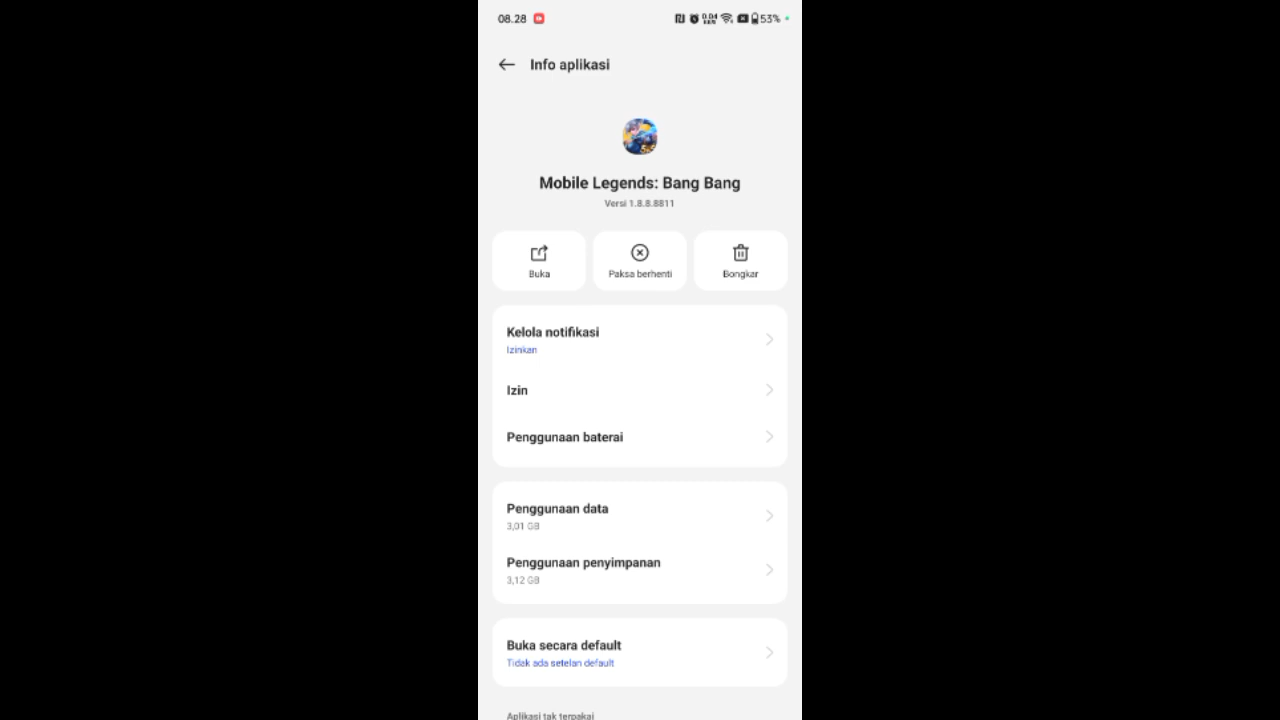 08.28
53%
Info aplikasi
Mobile Legends: Bang Bang
Versi 1.8.8.8811
Buka
Paksa berhenti
Bongkar
Kelola notifikasi
Izinkan
Izin
Penggunaan baterai
Penggunaan data
3,01 GB
Penggunaan penyimpanan
3,12 GB
Buka secara default
Tidak ada setelan default
Aplikasi tak terpakai